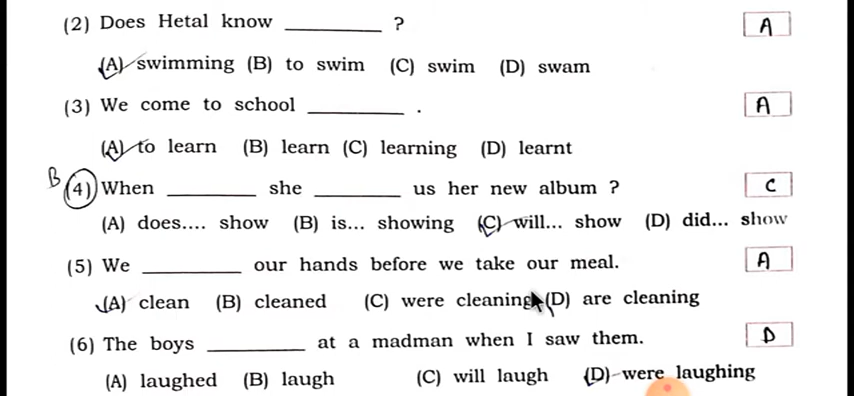 (2) Does Hetal know ________ ? A
(A) swimming (B) to swim (C) swim (D) swam
(3) We come to school ________ . A
(A) to learn (B) learn (C) learning (D) learnt
B (4) When ________ she ________ us her new album ? C
(A) does.... show (B) is... showing (C) will... show (D) did... show
(5) We ________ our hands before we take our meal. A
(A) clean (B) cleaned (C) were cleaning (D) are cleaning
(6) The boys ________ at a madman when I saw them. D
(A) laughed (B) laugh (C) will laugh (D) were laughing